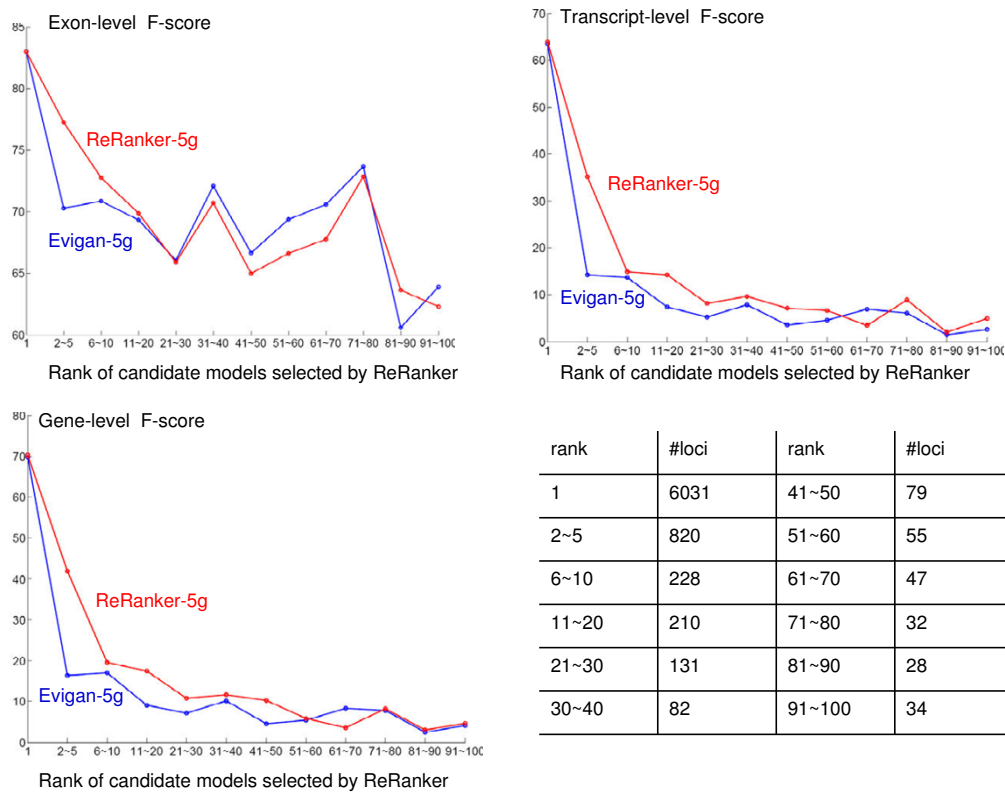 Exon-level F-score
85
80
75
70
65
60
ReRanker-5g
Evigan-5g
1 2~5 6~10 11~20 21~30 31~40 41~50 51~60 61~70 71~80 81~90 91~100
Rank of candidate models selected by ReRanker
Transcript-level F-score
70
60
50
40
30
20
10
0
ReRanker-5g
Evigan-5g
1 2~5 6~10 11~20 21~30 31~40 41~50 51~60 61~70 71~80 81~90 91~100
Rank of candidate models selected by ReRanker
Gene-level F-score
80
70
60
50
40
30
20
10
0
ReRanker-5g
Evigan-5g
1 2~5 6~10 11~20 21~30 31~40 41~50 51~60 61~70 71~80 81~90 91~100
Rank of candidate models selected by ReRanker
rank #loci rank #loci
1 6031 41~50 79
2~5 820 51~60 55
6~10 228 61~70 47
11~20 210 71~80 32
21~30 131 81~90 28
30~40 82 91~100 34